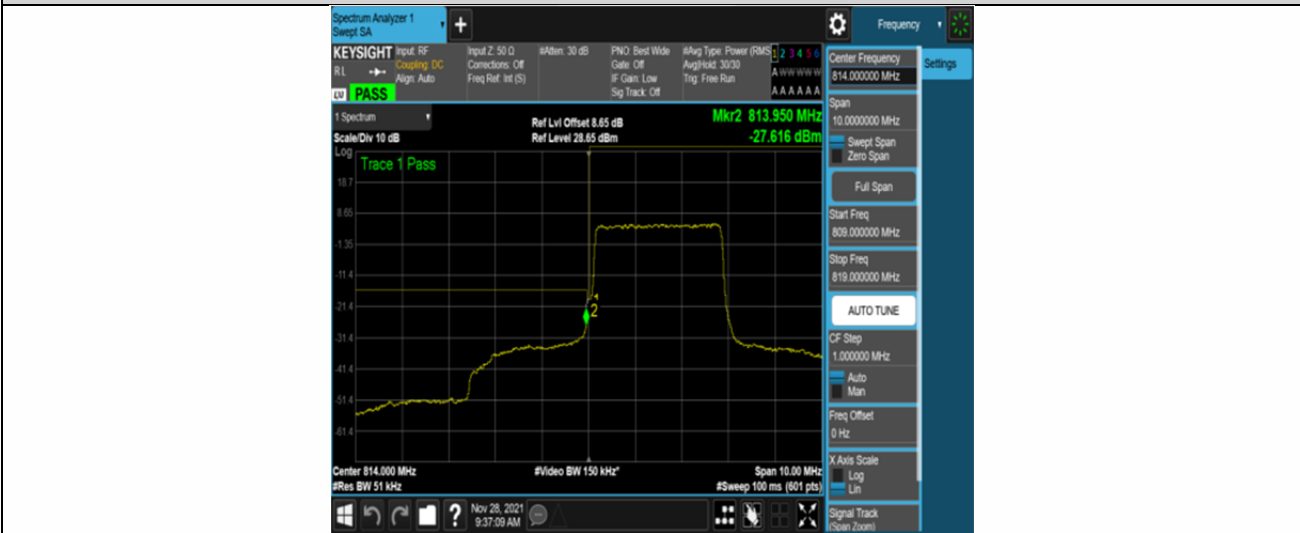 Spectrum Analyzer 1
Swept SA
+
Frequency
KEYSIGHT
RL
LXI PASS
Input: RF
Coupling: DC
Align: Auto
Input Z: 50 Ω
Corrections: Off
Freq Ref: Int (S)
#Atten: 30 dB
PNO: Best Wide
Gate: Off
IF Gain: Low
Sig Track: Off
#Avg Type: Power (RMS
Avg|Hold: 30/30
Trig: Free Run
1 2 3 4 5 6
A W W W W W
A A A A A A
1 Spectrum
Scale/Div 10 dB
Ref Lvl Offset 8.65 dB
Ref Level 28.65 dBm
Mkr2 813.950 MHz
-27.616 dBm
Log
Trace 1 Pass
18.7
8.65
-1.35
-11.4
-21.4
-31.4
-41.4
-51.4
-61.4
1
2
Center 814.000 MHz
#Res BW 51 kHz
#Video BW 150 kHz*
Span 10.00 MHz
#Sweep 100 ms (601 pts)
Center Frequency
814.000000 MHz
Settings
Span
10.0000000 MHz
Swept Span
Zero Span
Full Span
Start Freq
809.000000 MHz
Stop Freq
819.000000 MHz
AUTO TUNE
CF Step
1.000000 MHz
Auto
Man
Freq Offset
0 Hz
X Axis Scale
Log
Lin
Signal Track
(Span Zoom)
?
Nov 28, 2021
9:37:09 AM